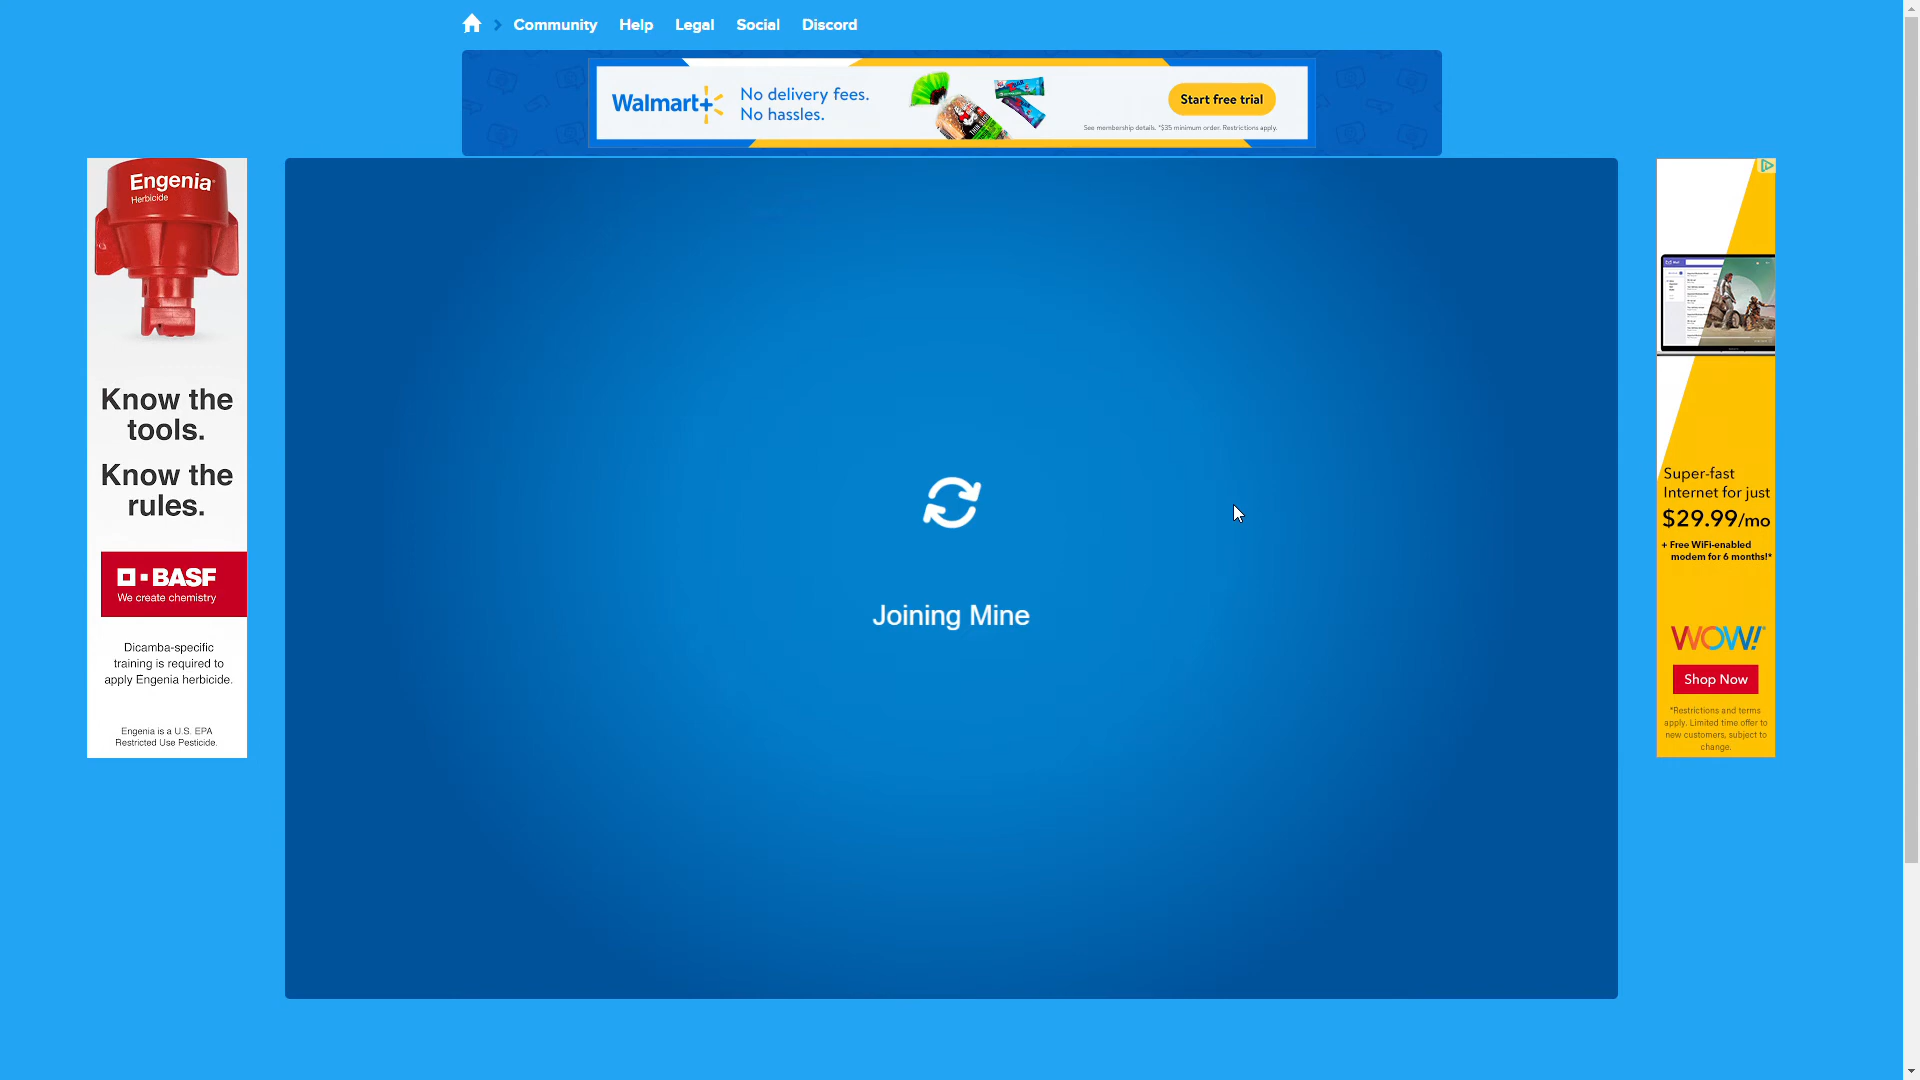 Community Help Legal Social Discord
Walmart+
No delivery fees.
No hassles.
Start free trial
See membership details. *$35 minimum order. Restrictions apply.
Engenia®
Herbicide
Know the
tools.
Know the
rules.
BASF
We create chemistry
Dicamba-specific
training is required to
apply Engenia herbicide.
Engenia is a U.S. EPA
Restricted Use Pesticide.
Joining Mine
Super-fast
Internet for just
$29.99/mo
+ Free WiFi-enabled
modem for 6 months!*
WOW!
Shop Now
*Restrictions and terms
apply. Limited time offer to
new customers, subject to
change.